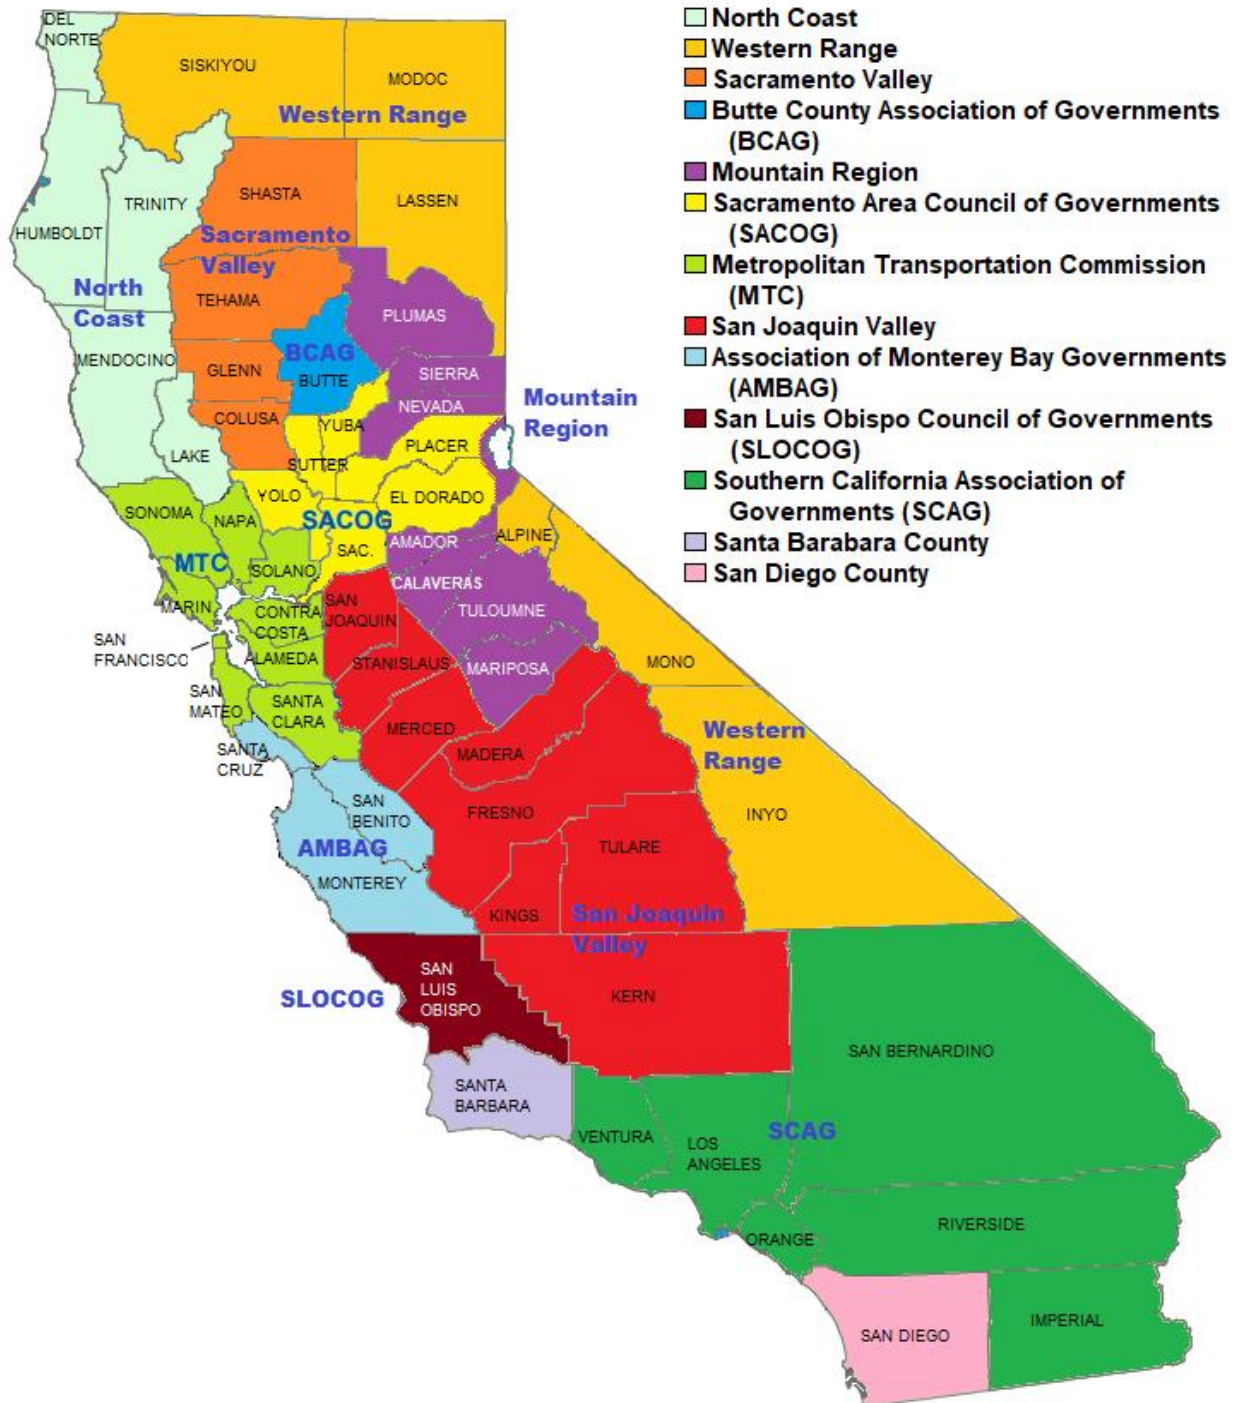 North Coast
Western Range
Sacramento Valley
Butte County Association of Governments
(BCAG)
Mountain Region
Sacramento Area Council of Governments
(SACOG)
Metropolitan Transportation Commission
(MTC)
San Joaquin Valley
Association of Monterey Bay Governments
(AMBAG)
San Luis Obispo Council of Governments
(SLOCOG)
Southern California Association of
Governments (SCAG)
Santa Barabara County
San Diego County
DEL
NORTE
SISKIYOU
MODOC
Western Range
SHASTA
LASSEN
TRINITY
HUMBOLDT
Sacramento
Valley
North
Coast
TEHAMA
PLUMAS
MENDOCINO
BCAG
BUTTE
GLENN
SIERRA
NEVADA
Mountain
Region
COLUSA
YUBA
PLACER
LAKE
SUTTER
YOLO
EL DORADO
SONOMA
NAPA
SACOG
SAC.
AMADOR
ALPINE
MTC
SOLANO
CALAVERAS
MARIN
CONTRA
COSTA
SAN
JOAQUIN
TULOUMNE
SAN
FRANCISCO
ALAMEDA
STANISLAUS
MARIPOSA
MONO
SAN
MATEO
SANTA
CLARA
MERCED
Western
Range
SANTA
CRUZ
MADERA
SAN
BENITO
FRESNO
INYO
AMBAG
TULARE
MONTEREY
KINGS
San Joaquin
Valley
SLOCOG
SAN
LUIS
OBISPO
KERN
SAN BERNARDINO
SANTA
BARBARA
VENTURA
LOS
ANGELES
SCAG
ORANGE
RIVERSIDE
SAN DIEGO
IMPERIAL